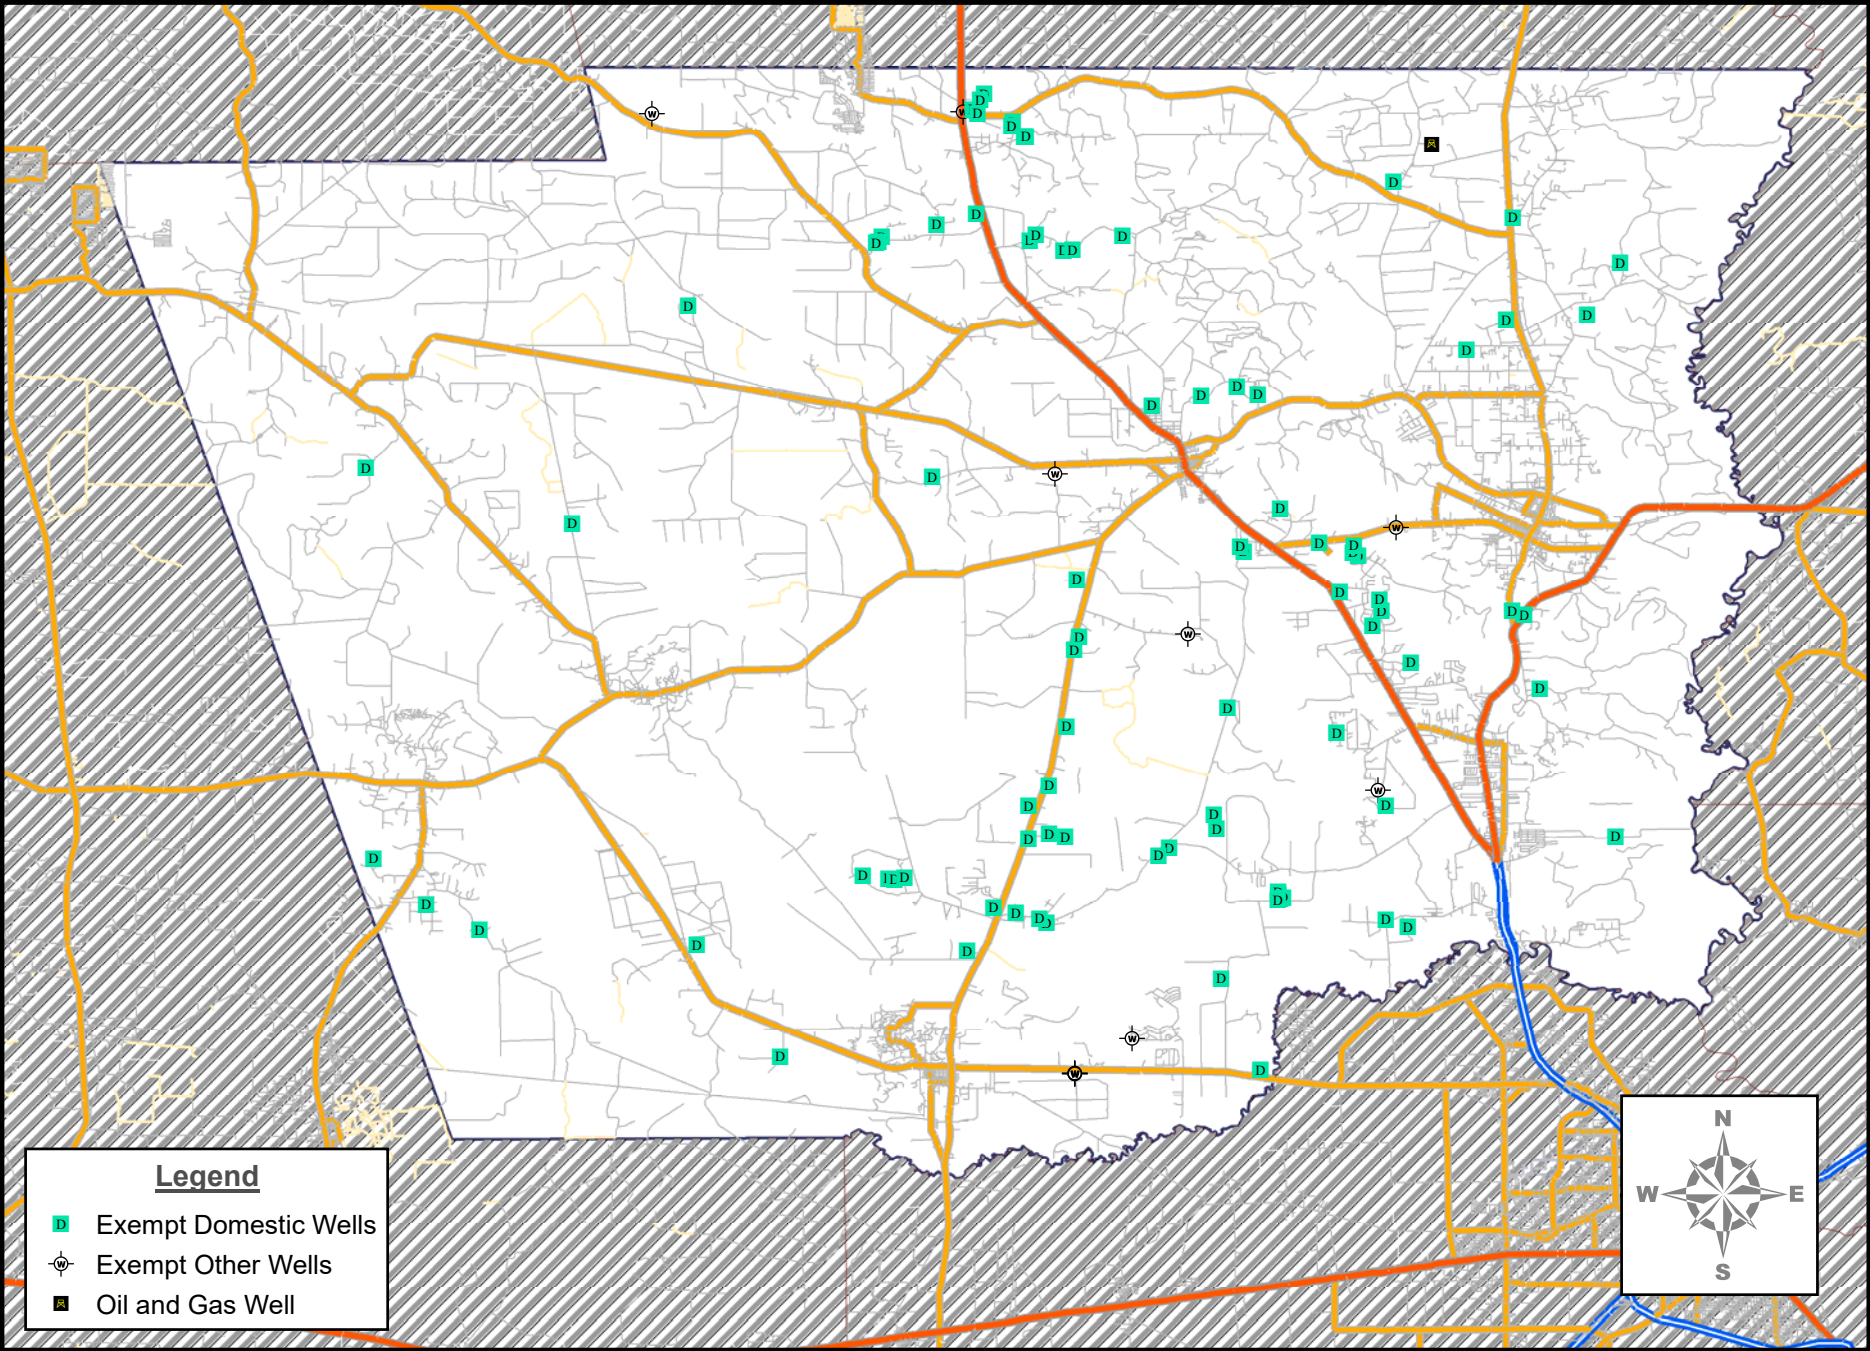 N
W E
S
Legend
D Exempt Domestic Wells
W Exempt Other Wells
Oil and Gas Well